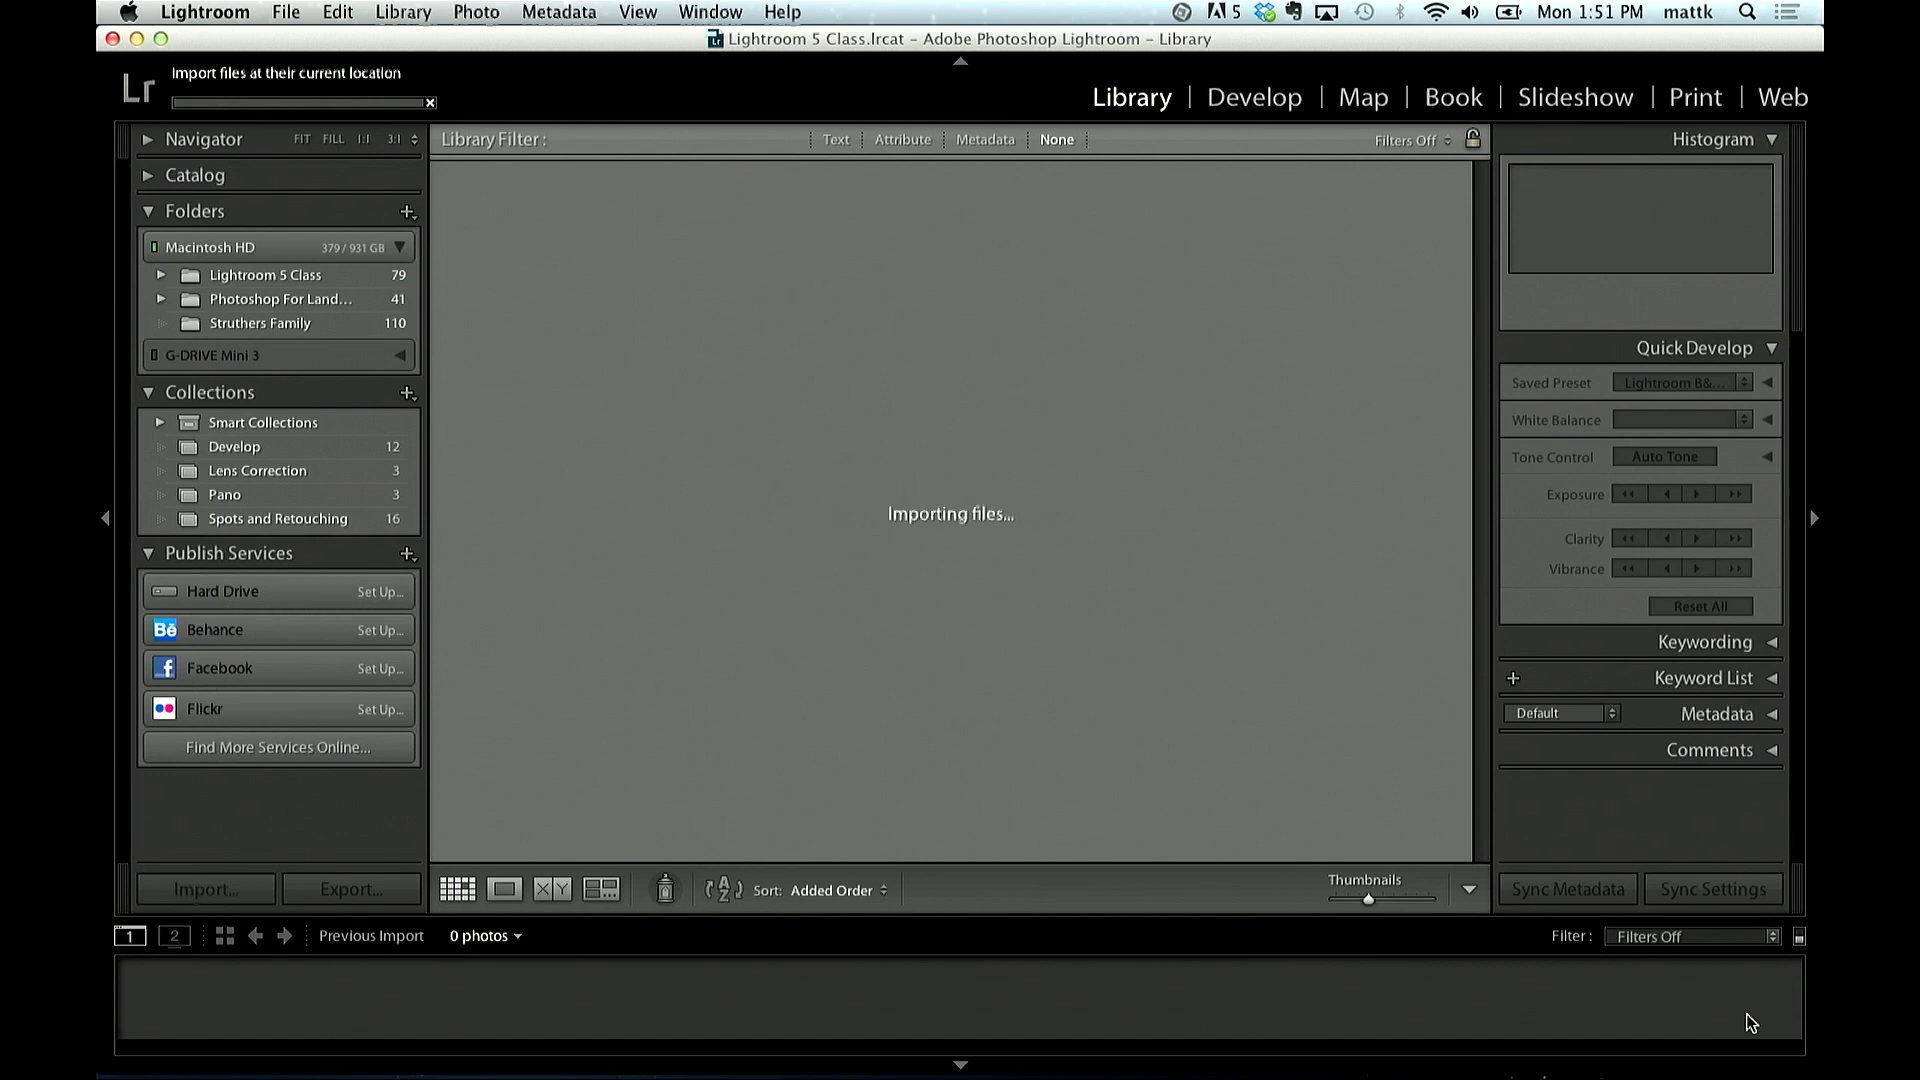 Lightroom File Edit Library Photo Metadata View Window Help 5 Mon 1:51 PM mattk
Lr Lightroom 5 Class.lrcat – Adobe Photoshop Lightroom – Library
Lr
Import files at their current location
Library | Develop | Map | Book | Slideshow | Print | Web
Navigator FIT FILL 1:1 3:1
Catalog
Folders
Macintosh HD 379 / 931 GB
Lightroom 5 Class 79
Photoshop For Land... 41
Struthers Family 110
G-DRIVE Mini 3
Collections
Smart Collections
Develop 12
Lens Correction 3
Pano 3
Spots and Retouching 16
Publish Services
Hard Drive Set Up...
Bē Behance Set Up...
f Facebook Set Up...
Flickr Set Up...
Find More Services Online...
Import... Export...
Library Filter : Text Attribute Metadata None Filters Off
Importing files...
XY AZ Sort: Added Order Thumbnails
Histogram
Quick Develop
Saved Preset Lightroom B&...
White Balance
Tone Control Auto Tone
Exposure
Clarity
Vibrance
Reset All
Keywording
Keyword List
Default Metadata
Comments
Sync Metadata Sync Settings
1 2 Previous Import 0 photos Filter : Filters Off